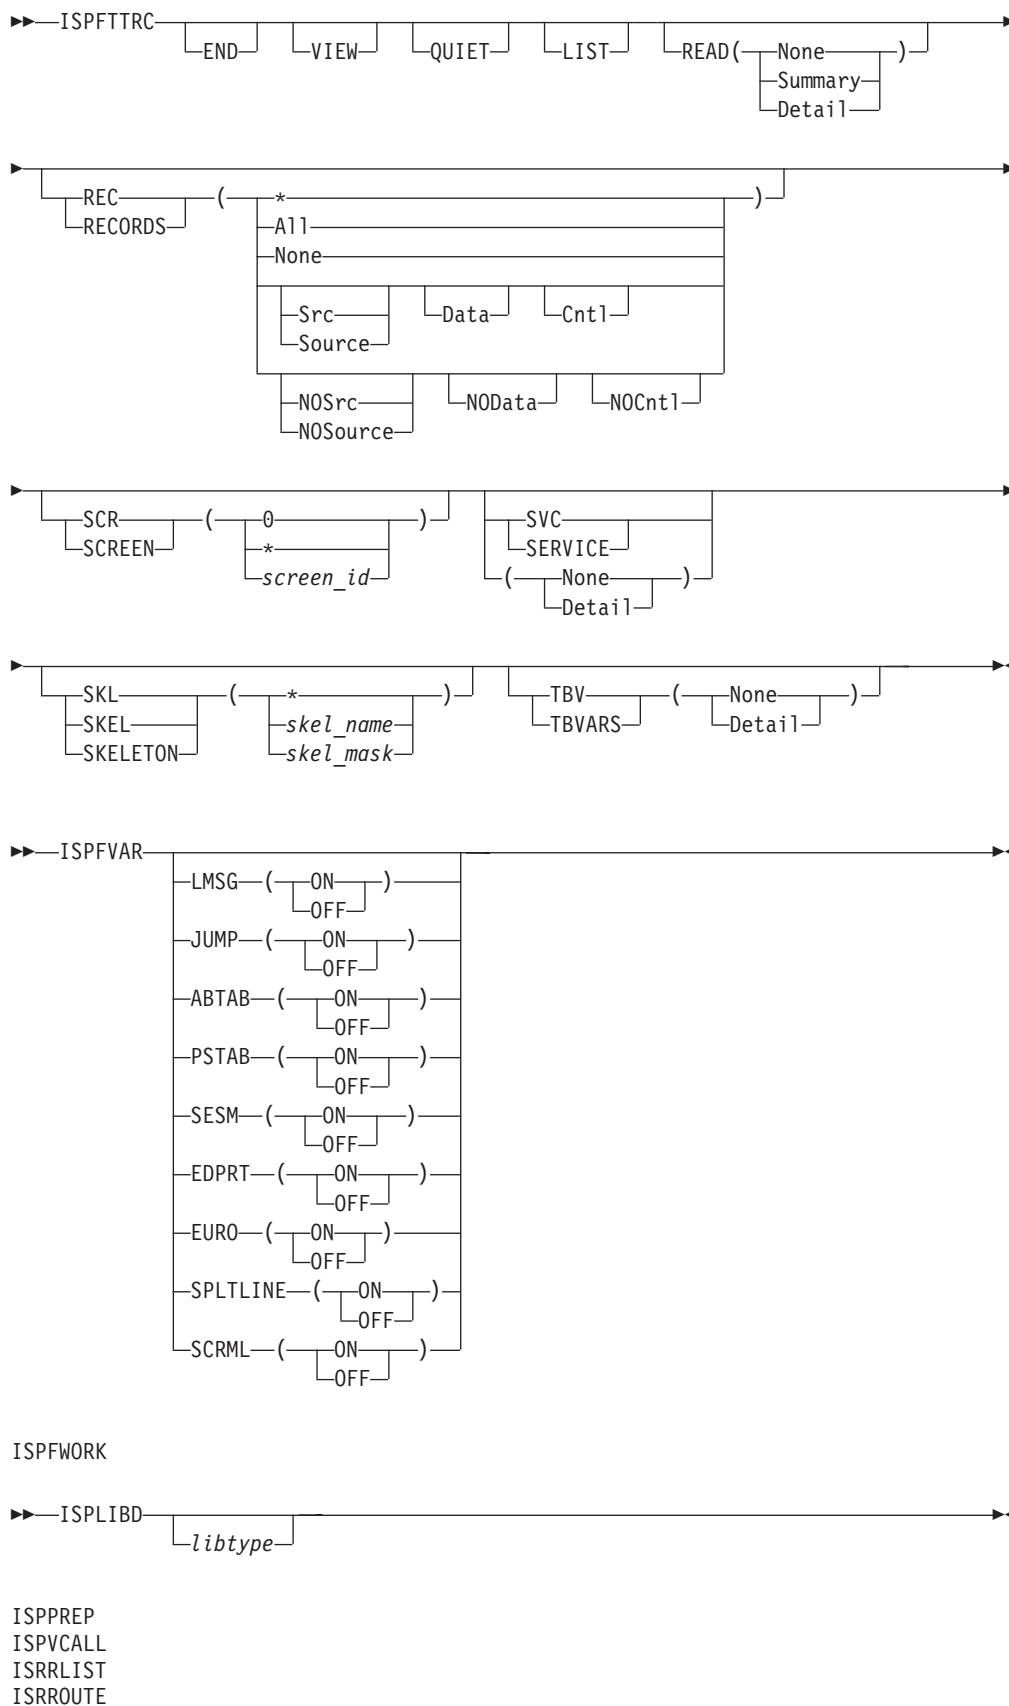 ISPFTTRC
END VIEW QUIET LIST READ( None )
Summary
Detail
REC ( * )
RECORDS All
None
Src Data Cntl
Source
NOSrc NOData NOCntl
NOSource
SCR ( 0 ) SVC
SCREEN * SERVICE
screen_id ( None )
Detail
SKL ( * ) TBV ( None )
SKEL skel_name TBVARS Detail
SKELETON skel_mask
ISPFVAR
LMSG ( ON )
OFF
JUMP ( ON )
OFF
ABTAB ( ON )
OFF
PSTAB ( ON )
OFF
SESM ( ON )
OFF
EDPRT ( ON )
OFF
EURO ( ON )
OFF
SPLTLINE ( ON )
OFF
SCRML ( ON )
OFF
ISPFWORK
ISPLIBD
libtype
ISPPREP
ISPVCALL
ISRRLIST
ISRROUTE